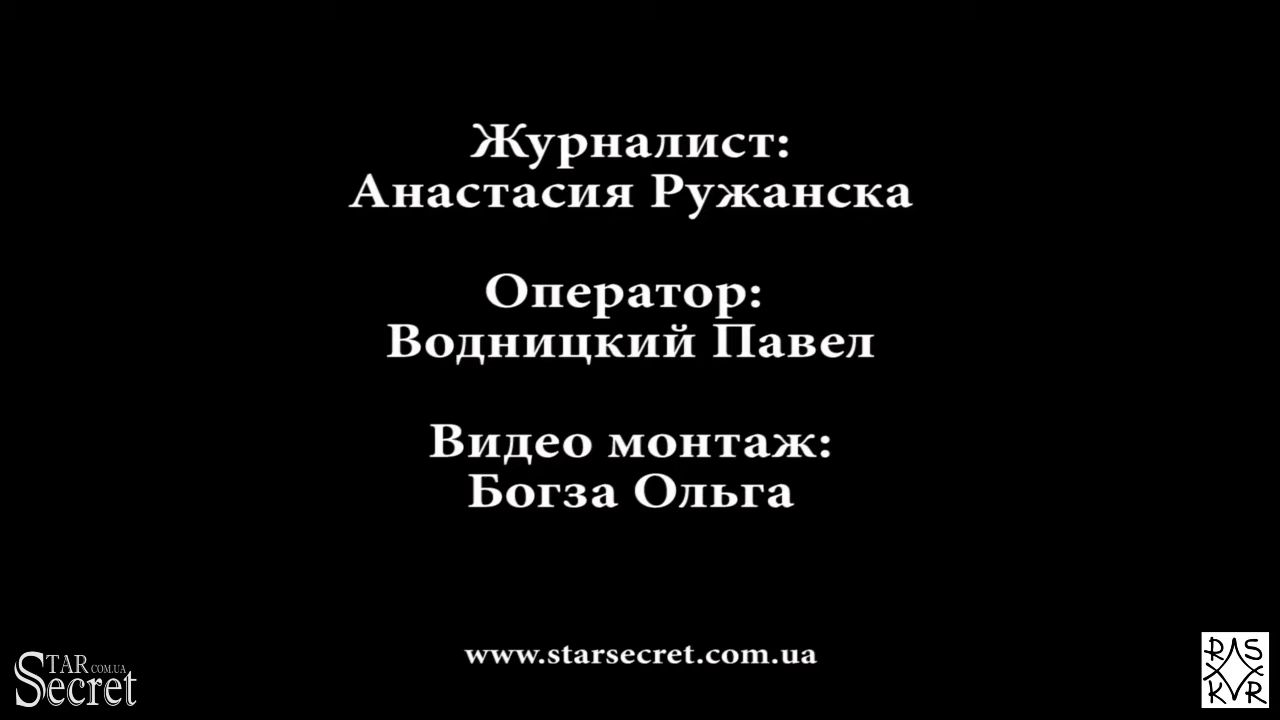 Журналист:
Анастасия Ружанска
Оператор:
Водницкий Павел
Видео монтаж:
Богза Ольга
www.starsecret.com.ua
STAR.COM.UA
Secret
RAS
KVR